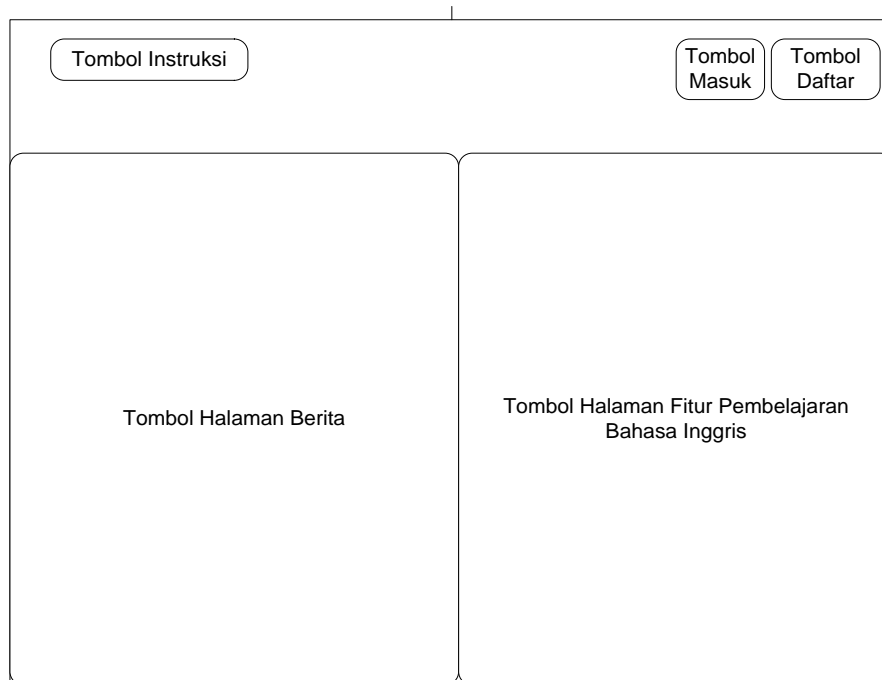 Tombol Instruksi
Tombol
Masuk
Tombol
Daftar
Tombol Halaman Berita
Tombol Halaman Fitur Pembelajaran
Bahasa Inggris